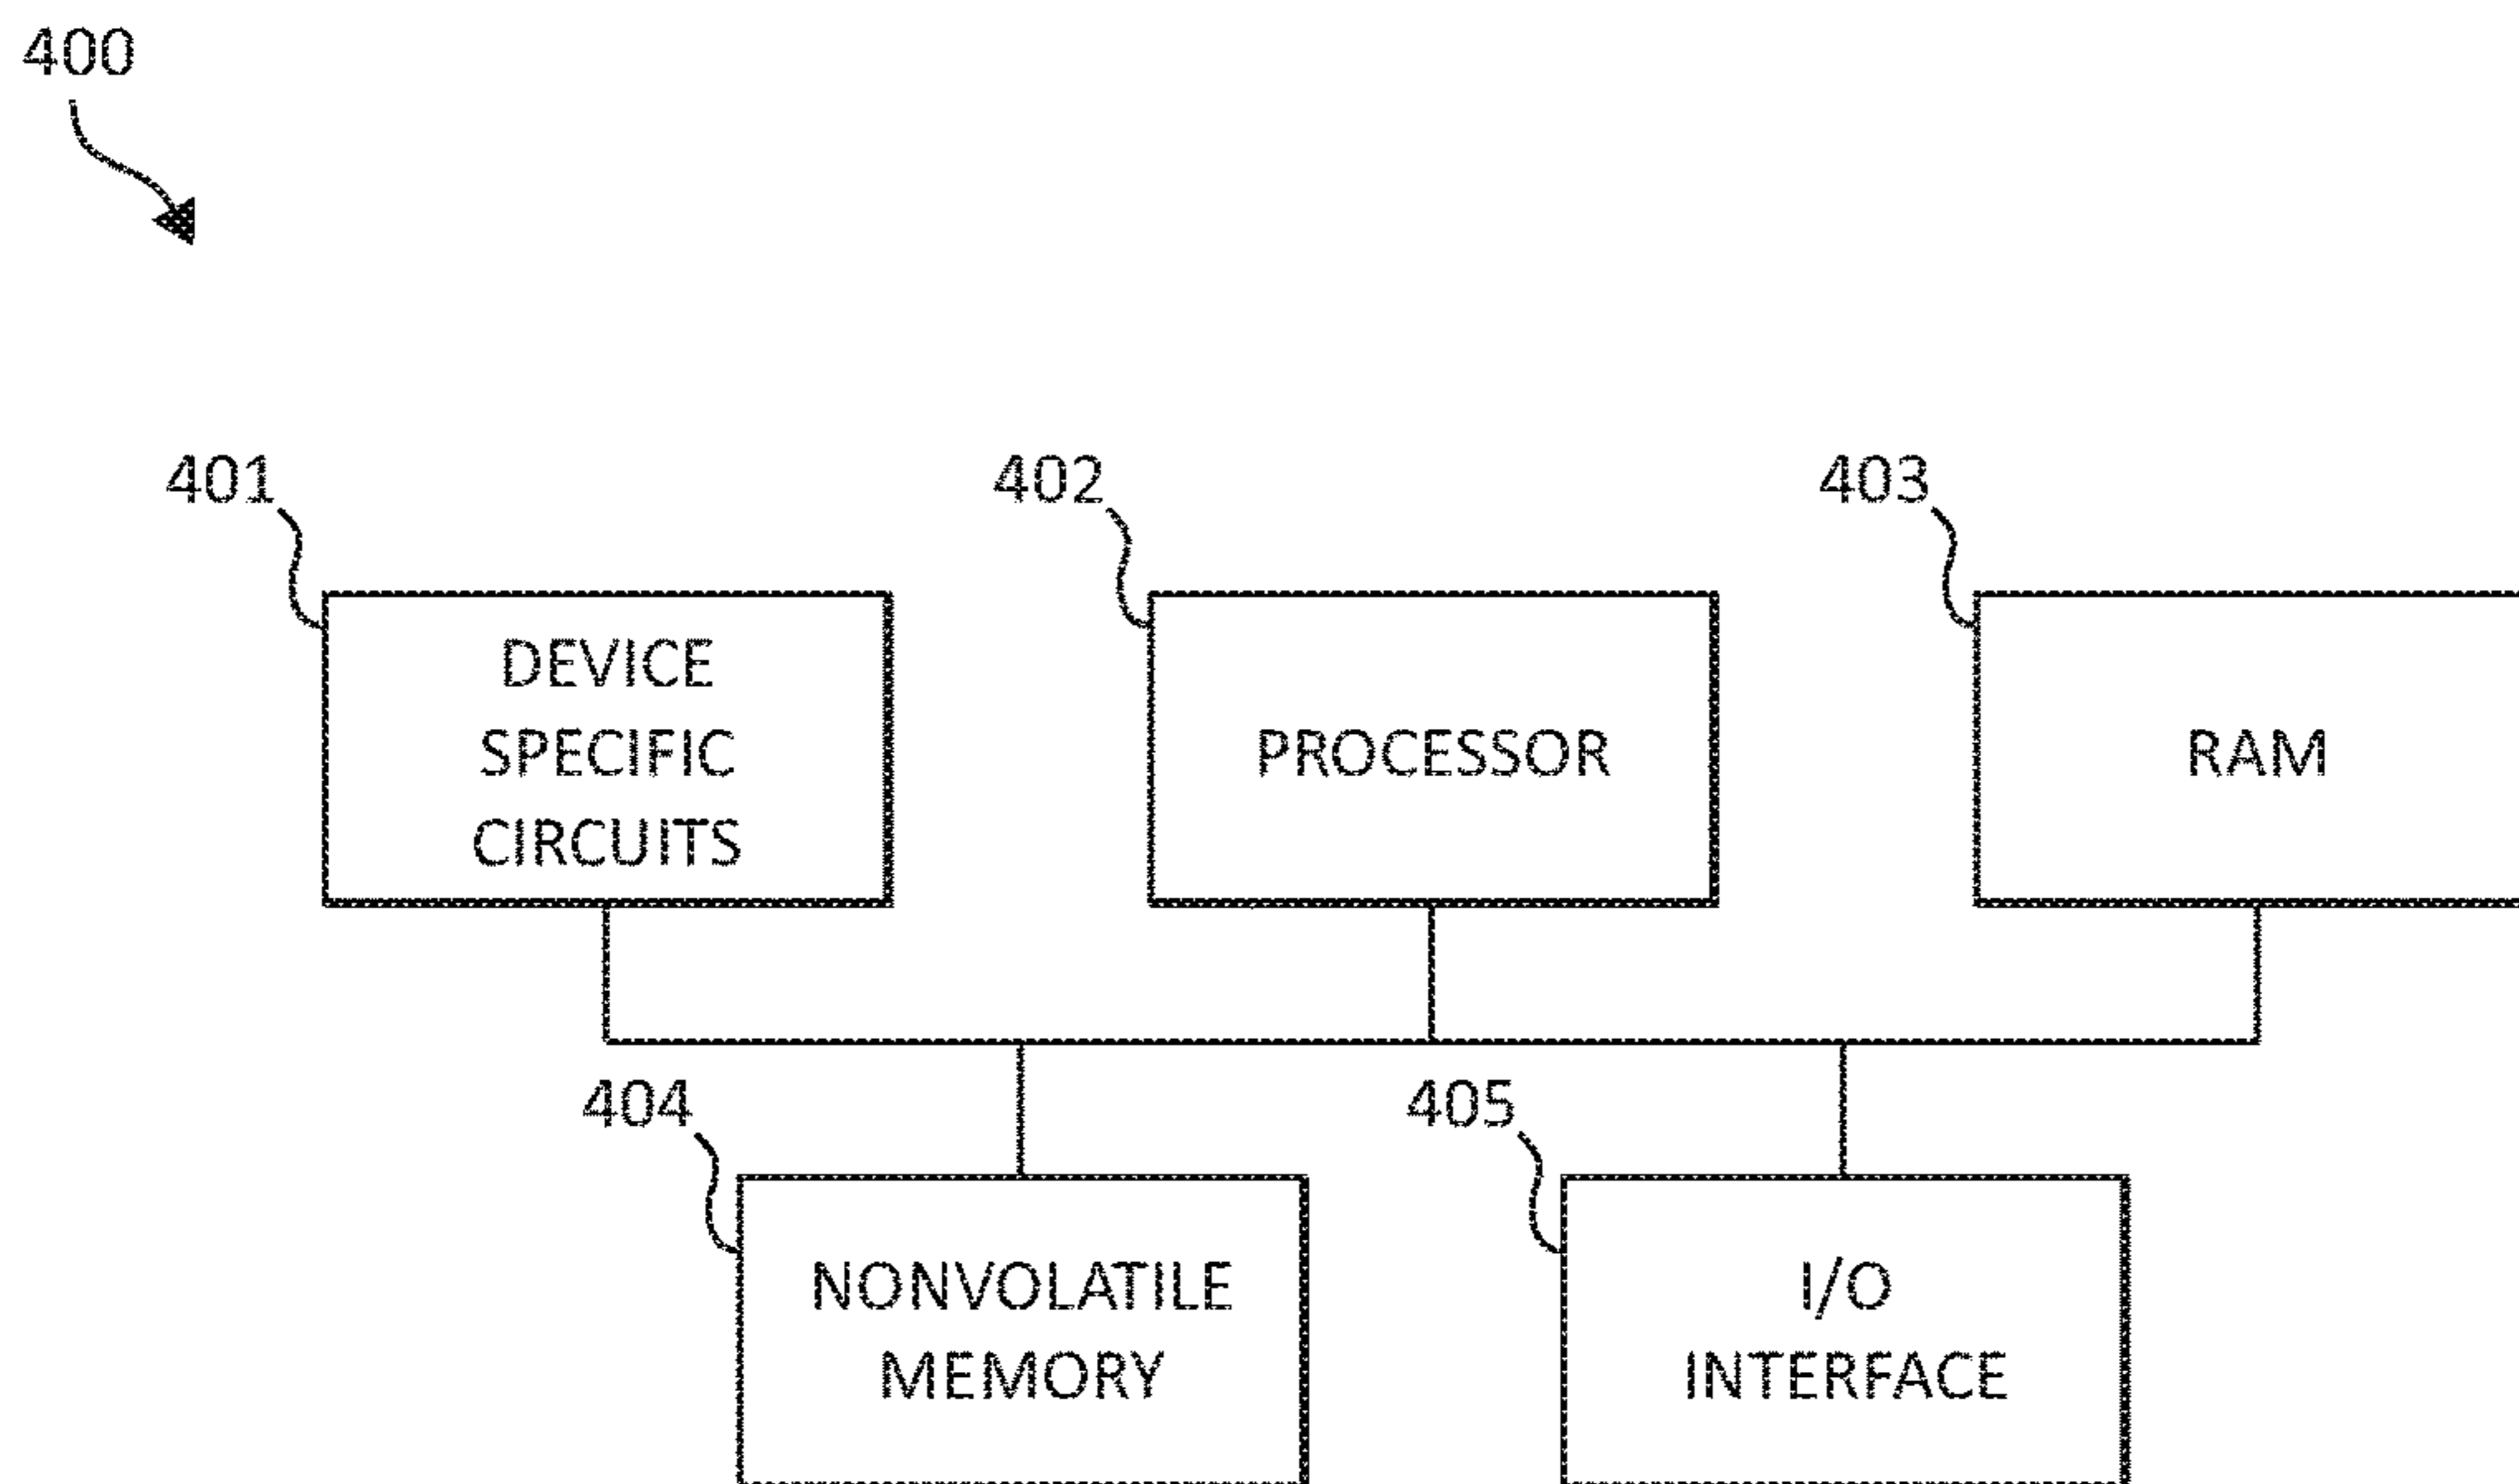 400
401
402
403
DEVICE
SPECIFIC
CIRCUITS
PROCESSOR
RAM
404
405
NONVOLATILE
MEMORY
I/O
INTERFACE